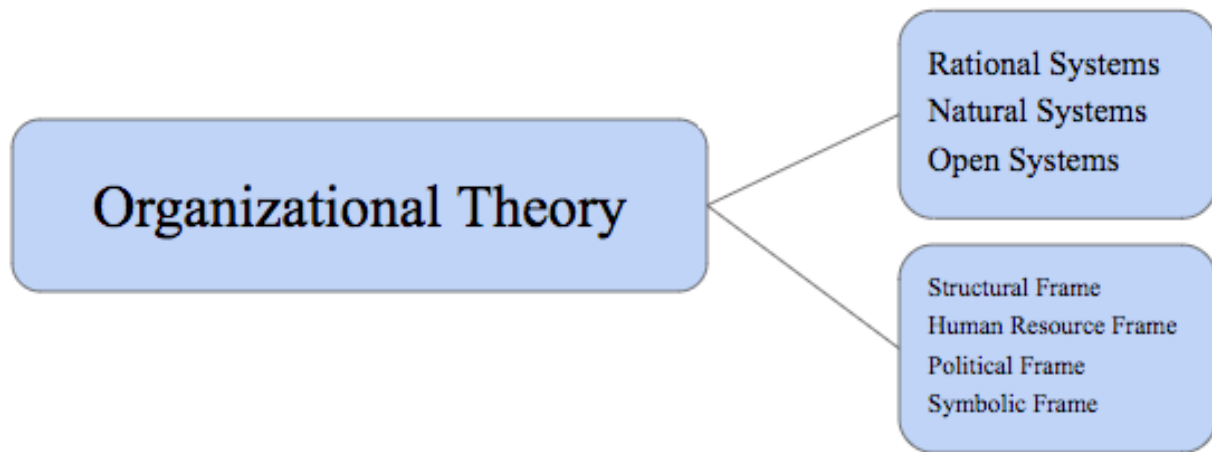 Organizational Theory
Rational Systems
Natural Systems
Open Systems
Structural Frame
Human Resource Frame
Political Frame
Symbolic Frame